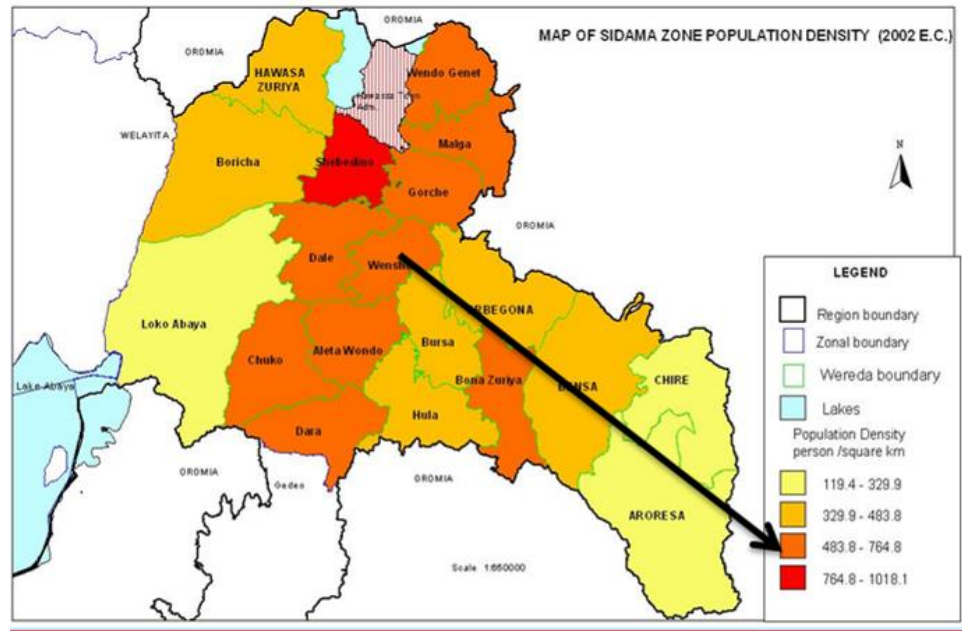 OROMIA
MAP OF SIDAMA ZONE POPULATION DENSITY (2002 E.C.)
OROMIA
HAWASA
ZURIYA
Wendo Genet
WELAYITA
Boricha
Shebedino
Malga
N
Gorche
OROMIA
Dale
Wensh
LEGEND
Region boundary
Zonal boundary
Wereda boundary
Lakes
Population Density
person /square km
119.4 - 329.9
329.9 - 483.8
483.8 - 764.8
764.8 - 1018.1
RBEGONA
Loko Abaya
Bursa
Aleta Wondo
Chuko
Bona Zuriya
NSA
CHIRE
Lake Abaya
Hula
Dara
OROMIA
Gedeo
OROMIA
ARORESA
Scale 1:650000